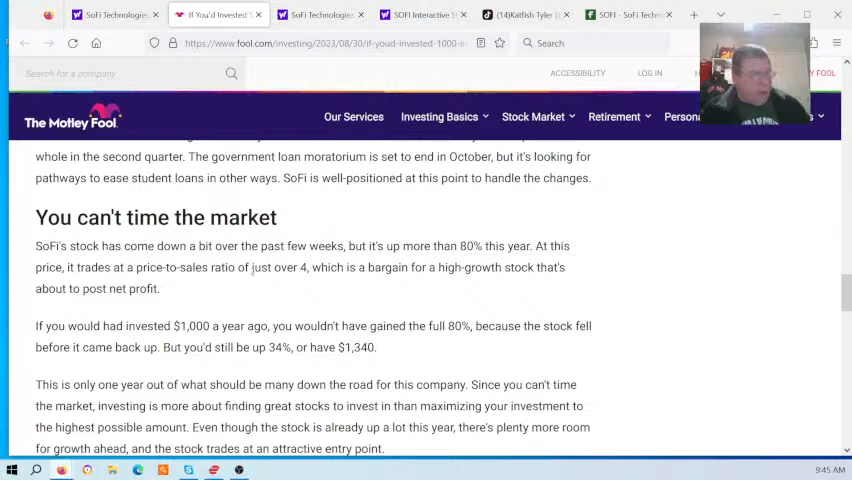 SoFi Technologies,
If You'd Invested
SoFi Technologies
SOFI Interactive S
(14)Katfish Tyler (
SOFI - SoFi Techn
https://www.fool.com/investing/2023/08/30/if-youd-invested-1000-i
Search
Search for a company
ACCESSIBILITY
LOG IN
FOOL
The Motley Fool
Our Services
Investing Basics
Stock Market
Retirement
Persona
whole in the second quarter. The government loan moratorium is set to end in October, but it's looking for
pathways to ease student loans in other ways. SoFi is well-positioned at this point to handle the changes.
You can't time the market
SoFi's stock has come down a bit over the past few weeks, but it's up more than 80% this year. At this
price, it trades at a price-to-sales ratio of just over 4, which is a bargain for a high-growth stock that's
about to post net profit.
If you would had invested $1,000 a year ago, you wouldn't have gained the full 80%, because the stock fell
before it came back up. But you'd still be up 34%, or have $1,340.
This is only one year out of what should be many down the road for this company. Since you can't time
the market, investing is more about finding great stocks to invest in than maximizing your investment to
the highest possible amount. Even though the stock is already up a lot this year, there's plenty more room
for growth ahead, and the stock trades at an attractive entry point.
9:45 AM